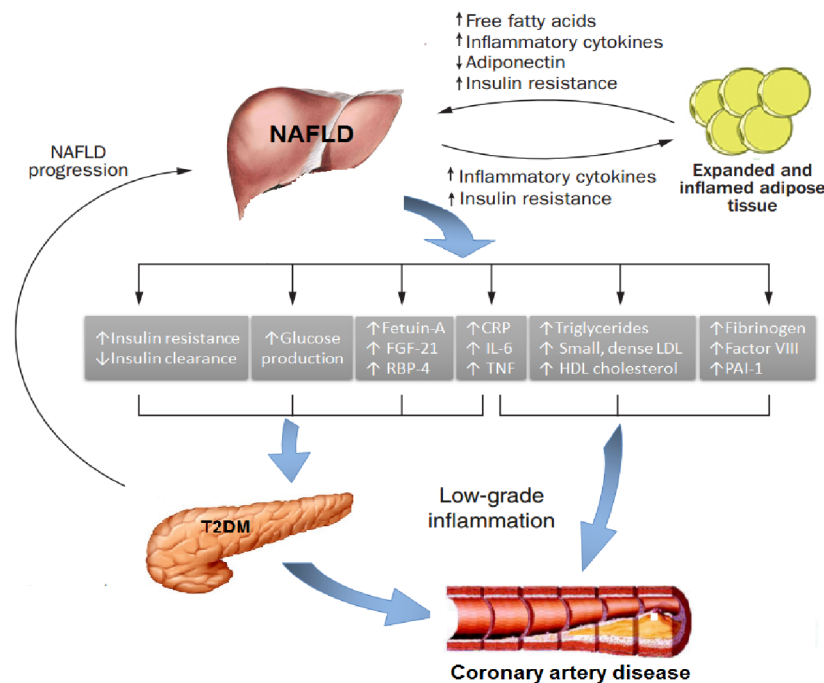 ↑Free fatty acids
↑Inflammatory cytokines
↓Adiponectin
↑Insulin resistance
NAFLD
NAFLD
progression
↑Inflammatory cytokines
↑Insulin resistance
Expanded and
inflamed adipose
tissue
↑Insulin resistance
↓Insulin clearance
↑Glucose
production
↑Fetuin-A
↑ FGF-21
↑ RBP-4
↑CRP
↑ IL-6
↑ TNF
↑Triglycerides
↑ Small, dense LDL
↑ HDL cholesterol
↑Fibrinogen
↑Factor VIII
↑PAI-1
T2DM
Low-grade
inflammation
Coronary artery disease